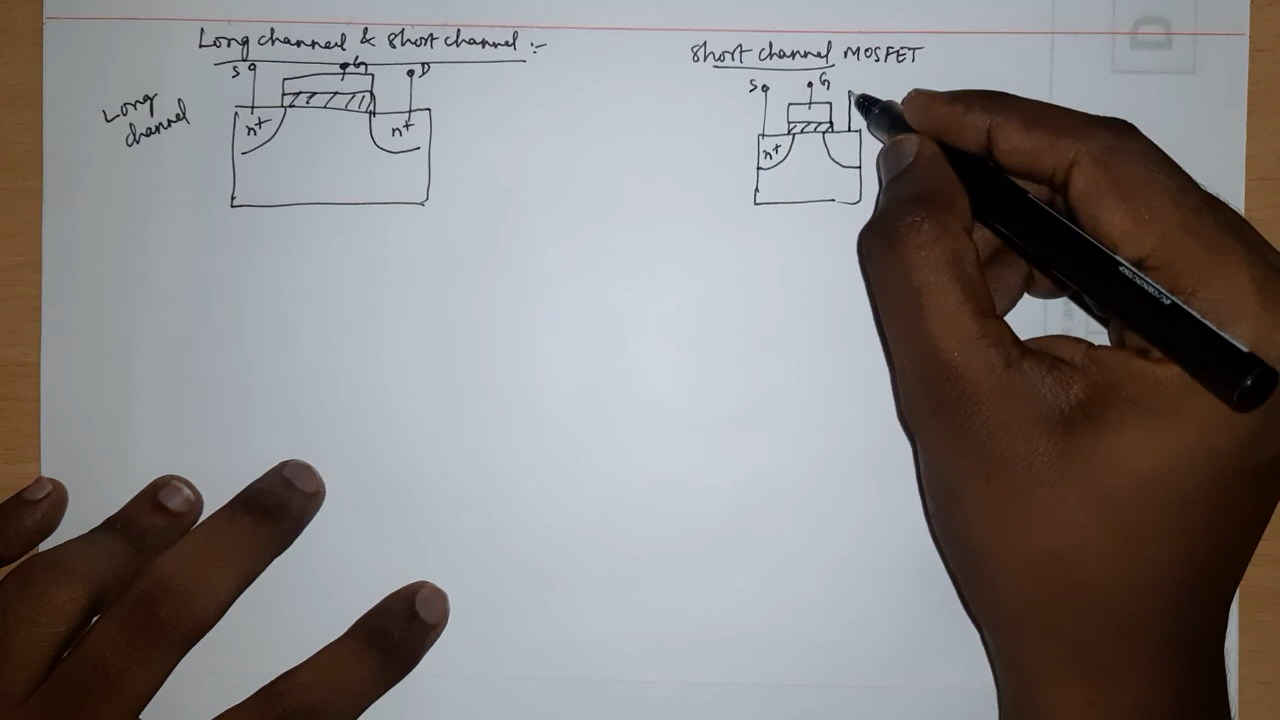 Long channel & Short channel :-
S G D
Long
channel
n+ n+
Short channel MOSFET
S G
n+
D